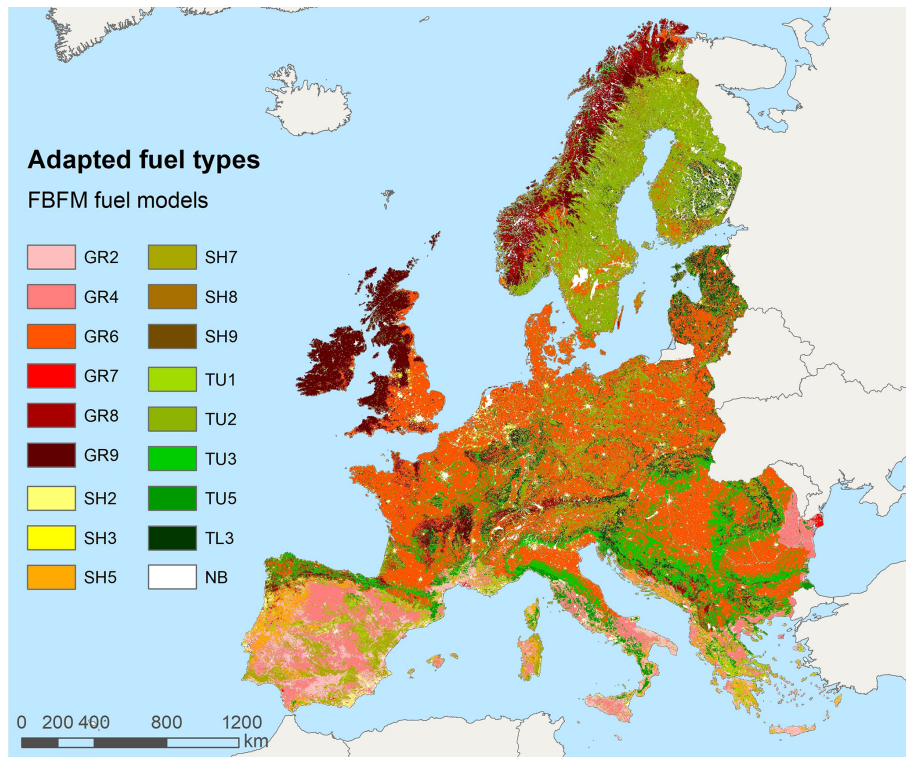 Adapted fuel types
FBFM fuel models
GR2
GR4
GR6
GR7
GR8
GR9
SH2
SH3
SH5
SH7
SH8
SH9
TU1
TU2
TU3
TU5
TL3
NB
0 200 400 800 1200
km